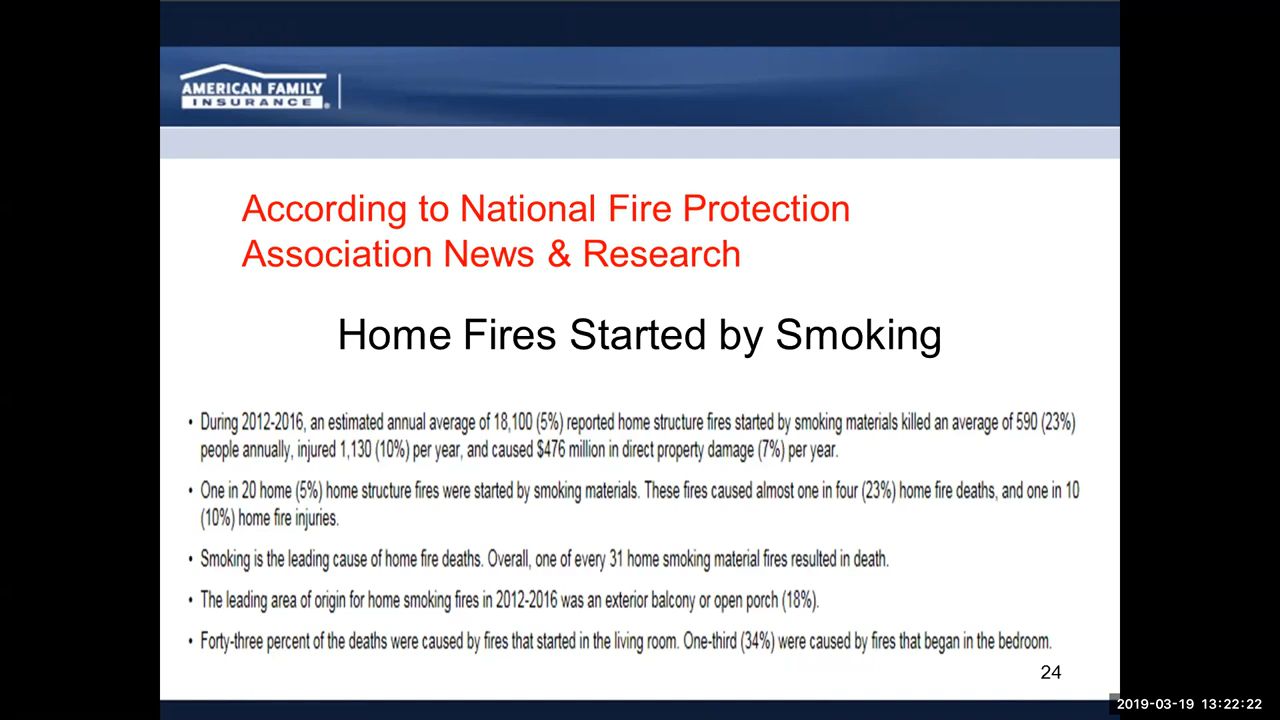 AMERICAN FAMILY
INSURANCE®
According to National Fire Protection
Association News & Research
Home Fires Started by Smoking
• During 2012-2016, an estimated annual average of 18,100 (5%) reported home structure fires started by smoking materials killed an average of 590 (23%)
people annually, injured 1,130 (10%) per year, and caused $476 million in direct property damage (7%) per year.
• One in 20 home (5%) home structure fires were started by smoking materials. These fires caused almost one in four (23%) home fire deaths, and one in 10
(10%) home fire injuries.
• Smoking is the leading cause of home fire deaths. Overall, one of every 31 home smoking material fires resulted in death.
• The leading area of origin for home smoking fires in 2012-2016 was an exterior balcony or open porch (18%).
• Forty-three percent of the deaths were caused by fires that started in the living room. One-third (34%) were caused by fires that began in the bedroom.
24
2019-03-19 13:22:22